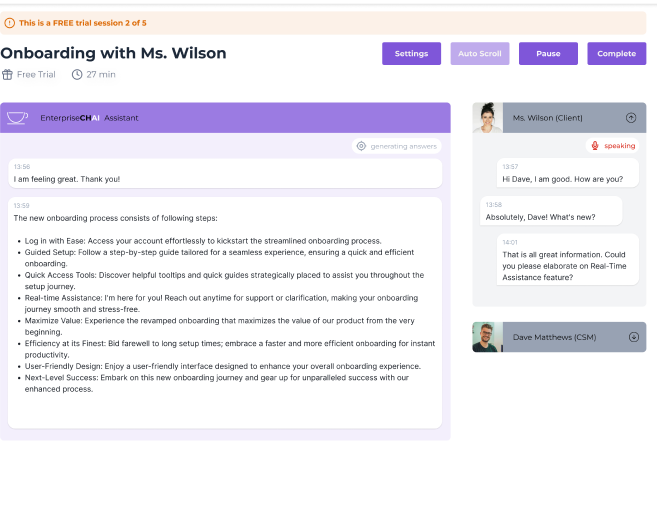 This is a FREE trial session 2 of 5
Onboarding with Ms. Wilson
Settings
Auto Scroll
Pause
Complete
Free Trial
27 min
EnterpriseCHAI Assistant
generating answers
13:56
I am feeling great. Thank you!
13:59
The new onboarding process consists of following steps:
• Log in with Ease: Access your account effortlessly to kickstart the streamlined onboarding process.
• Guided Setup: Follow a step-by-step guide tailored for a seamless experience, ensuring a quick and efficient
onboarding.
• Quick Access Tools: Discover helpful tooltips and quick guides strategically placed to assist you throughout the
setup journey.
• Real-time Assistance: I'm here for you! Reach out anytime for support or clarification, making your onboarding
journey smooth and stress-free.
• Maximize Value: Experience the revamped onboarding that maximizes the value of our product from the very
beginning.
• Efficiency at its Finest: Bid farewell to long setup times; embrace a faster and more efficient onboarding for instant
productivity.
• User-Friendly Design: Enjoy a user-friendly interface designed to enhance your overall onboarding experience.
• Next-Level Success: Embark on this new onboarding journey and gear up for unparalleled success with our
enhanced process.
Ms. Wilson (Client)
speaking
13:57
Hi Dave, I am good. How are you?
13:58
Absolutely, Dave! What's new?
14:01
That is all great information. Could
you please elaborate on Real-Time
Assistance feature?
Dave Matthews (CSM)